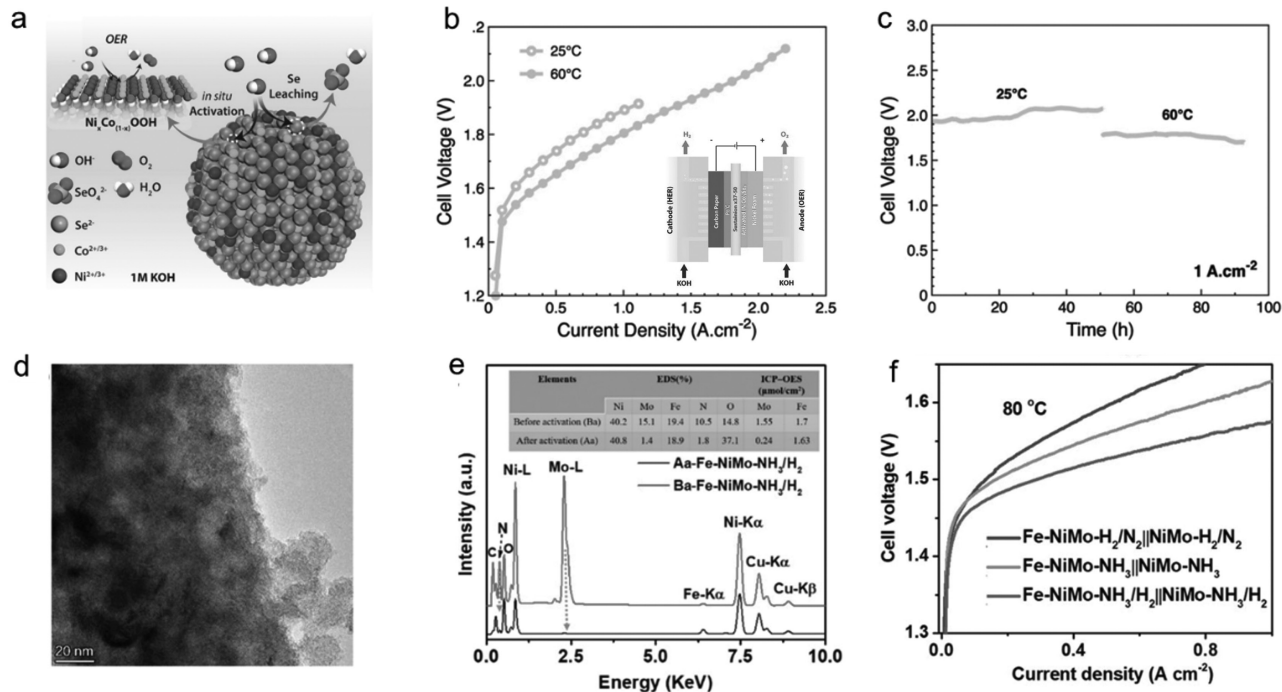 a
OER
in situ
Activation
Se
Leaching
NiₓCo₍₁₋ₓ₎OOH
OH⁻
O₂
SeO₄²⁻
H₂O
Se²⁻
Co²⁺/³⁺
Ni²⁺/³⁺
1M KOH
b
25°C
60°C
.2
2.1
2.0
1.9
1.8
1.6
1.4
1.2
0.0
0.5
1.0
1.5
2.0
2.5
Cell Voltage (V)
Current Density (A.cm⁻²)
H₂
-
+
O₂
Cathode (HER)
Carbon Paper
Sustainion x37-50
Anode (OER)
KOH
KOH
c
3.0
2.5
2.0
1.5
1.0
0.5
0.0
25°C
60°C
1 A.cm⁻²
0
20
40
60
80
100
Cell Voltage (V)
Time (h)
d
20 nm
e
Elements EDS(%) ICP-OES (μmol/cm²)
Ni Mo Fe N O Mo Fe
Before activation (Ba) 40.2 15.1 19.4 10.5 14.8 1.55 1.7
After activation (Aa) 40.8 1.4 18.9 1.8 37.1 0.24 1.63
Aa-Fe-NiMo-NH₃/H₂
Ba-Fe-NiMo-NH₃/H₂
Ni-L
Mo-L
N
C
O
Fe-Kα
Ni-Kα
Cu-Kα
Cu-Kβ
Intensity (a.u.)
0.0
2.5
5.0
7.5
10.0
Energy (KeV)
f
80 °C
1.6
1.5
1.4
1.3
Fe-NiMo-H₂/N₂||NiMo-H₂/N₂
Fe-NiMo-NH₃||NiMo-NH₃
Fe-NiMo-NH₃/H₂||NiMo-NH₃/H₂
0.4
0.8
Cell voltage (V)
Current density (A cm⁻²)